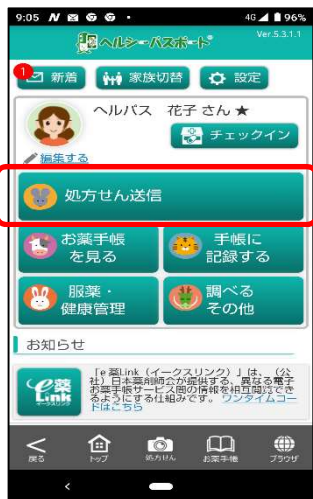 9:05
4G 96%
ヘルシーパスポート®
Ver.5.3.1.1
1
新着
家族切替
設定
ヘルパス 花子 さん ★
チェックイン
編集する
処方せん送信
お薬手帳
を見る
手帳に
記録する
服薬・
健康管理
調べる
その他
お知らせ
e薬
Link
イークスリンク
「e薬Link（イークスリンク）」は、（公
社）日本薬剤師会が提供する、異なる電子
お薬手帳サービス間の情報を相互閲覧でき
るようにする仕組みです。 ワンタイムコー
ドはこちら
戻る
トップ
処方せん
お薬手帳
ブラウザ